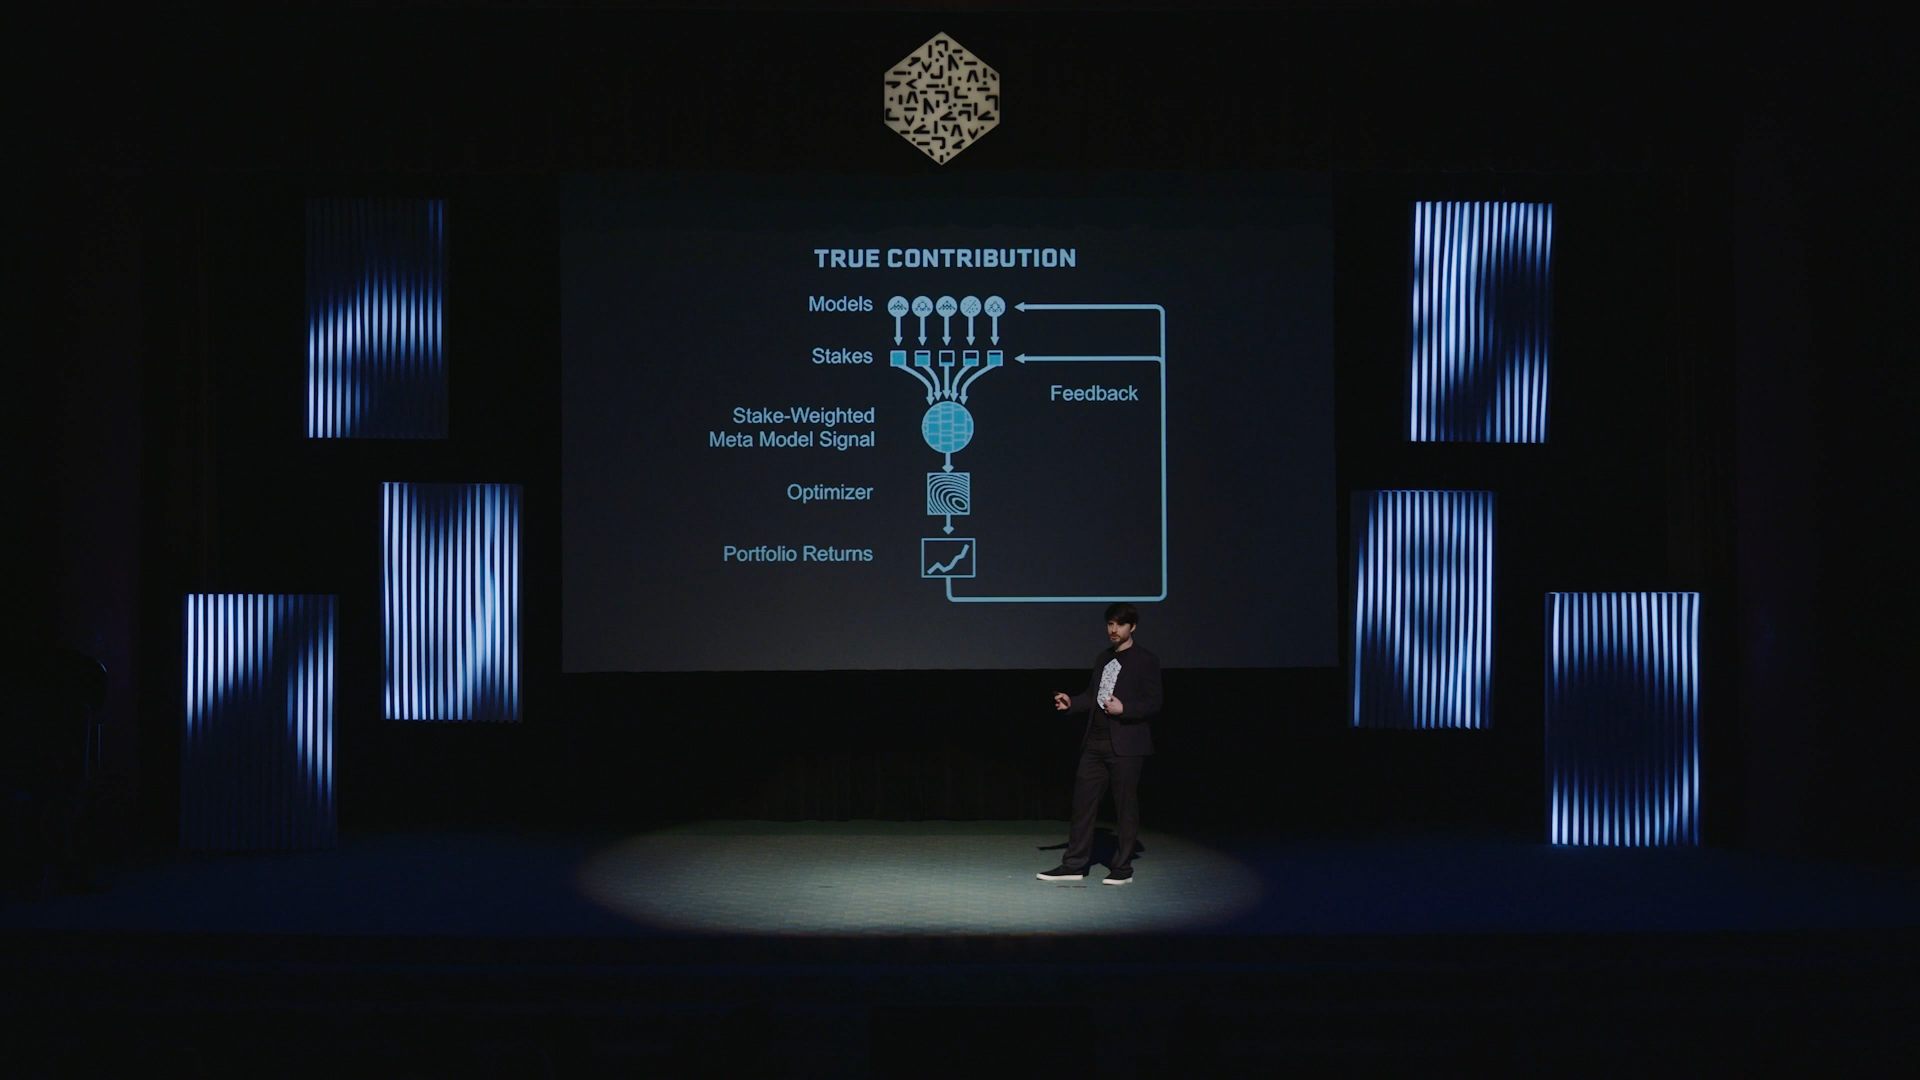 TRUE CONTRIBUTION
Models
Stakes
Feedback
Stake-Weighted
Meta Model Signal
Optimizer
Portfolio Returns